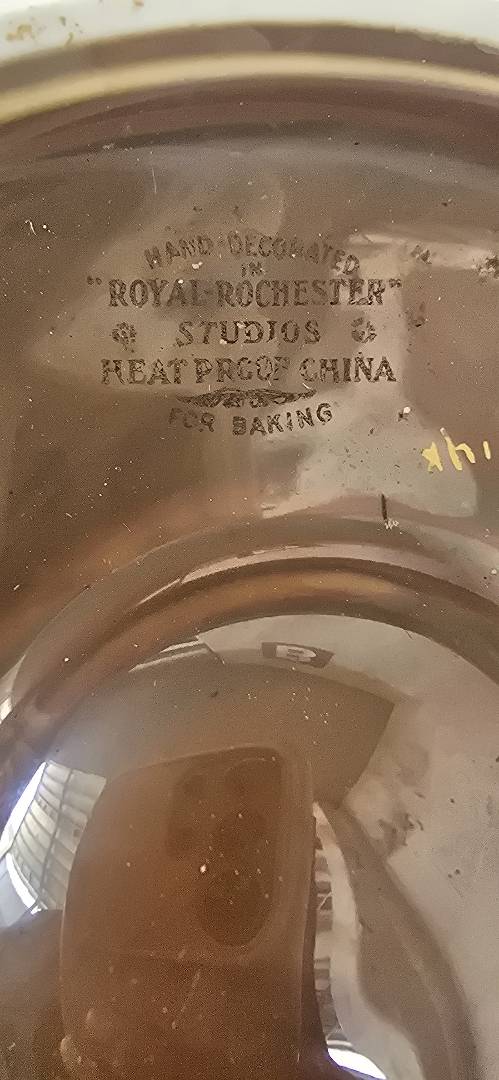 HAND DECORATED
IN
"ROYAL-ROCHESTER"
STUDIOS
HEAT PROOF CHINA
FOR BAKING
B